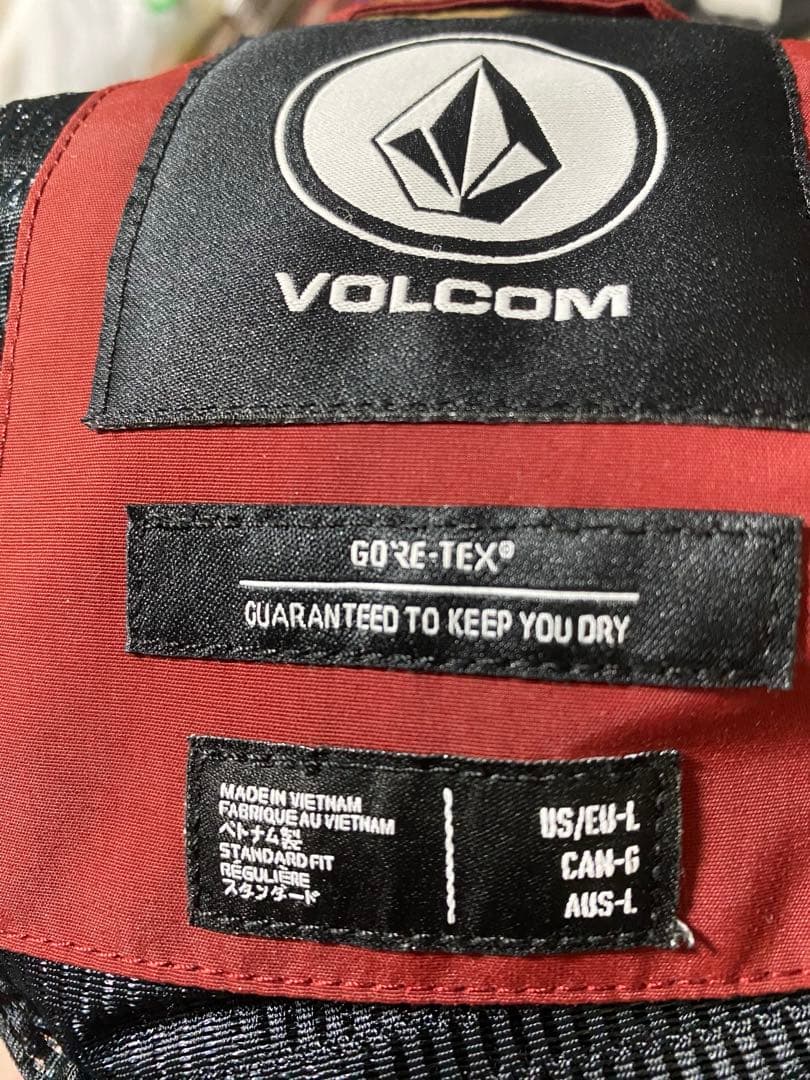 VOLCOM
GORE-TEX®
GUARANTEED TO KEEP YOU DRY
MADE IN VIETNAM
FABRIQUE AU VIETNAM
ベトナム製
STANDARD FIT
RÉGULIÈRE
スタンダード
US/EU-L
CAN-G
AUS-L